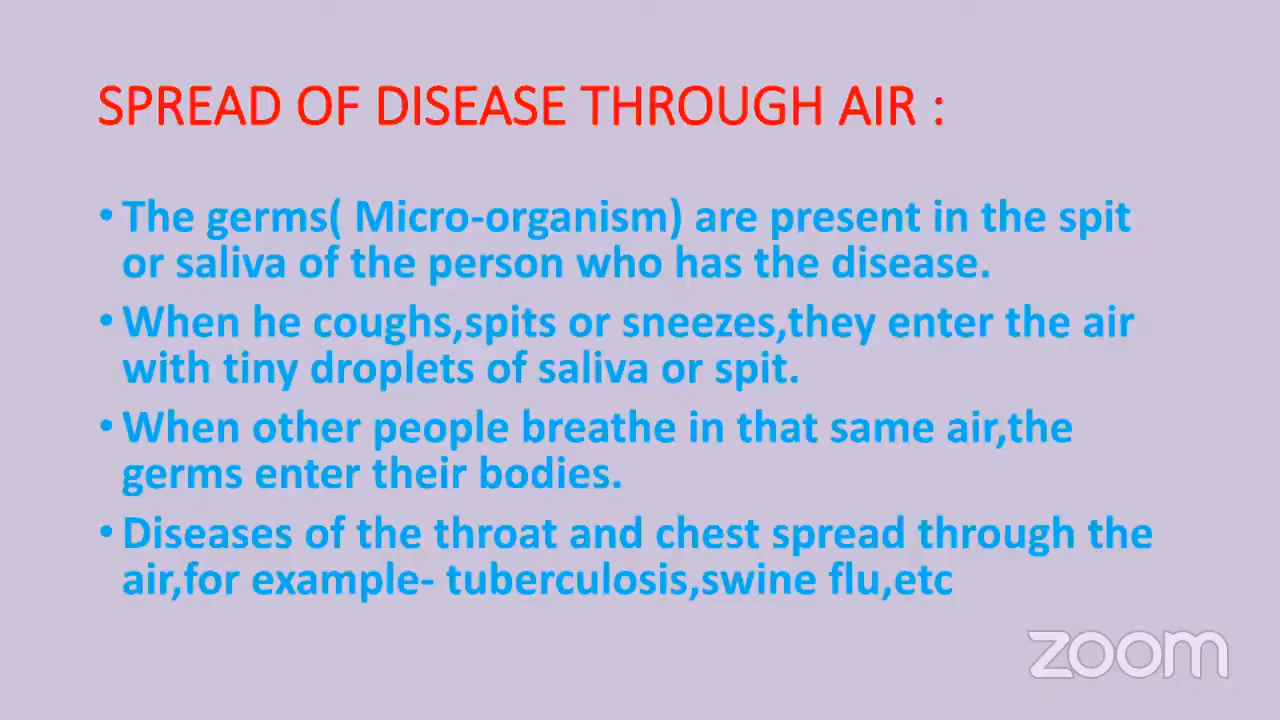 SPREAD OF DISEASE THROUGH AIR :
• The germs( Micro-organism) are present in the spit
or saliva of the person who has the disease.
• When he coughs,spits or sneezes,they enter the air
with tiny droplets of saliva or spit.
• When other people breathe in that same air,the
germs enter their bodies.
• Diseases of the throat and chest spread through the
air,for example- tuberculosis,swine flu,etc
zoom